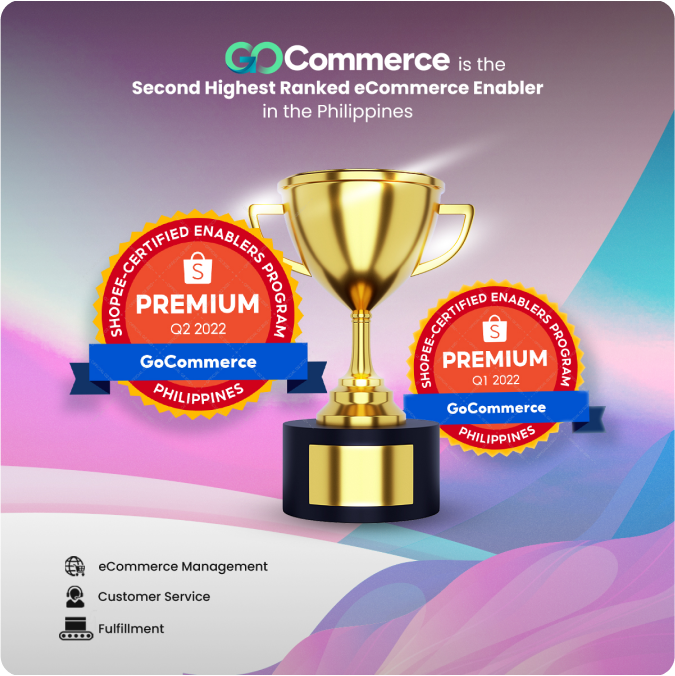 GOCommerce is the
Second Highest Ranked eCommerce Enabler
in the Philippines
SHOPEE-CERTIFIED ENABLERS PROGRAM
S
PREMIUM
Q2 2022
GoCommerce
PHILIPPINES
SHOPEE-CERTIFIED ENABLERS PROGRAM
S
PREMIUM
Q1 2022
GoCommerce
PHILIPPINES
eCommerce Management
Customer Service
Fulfillment